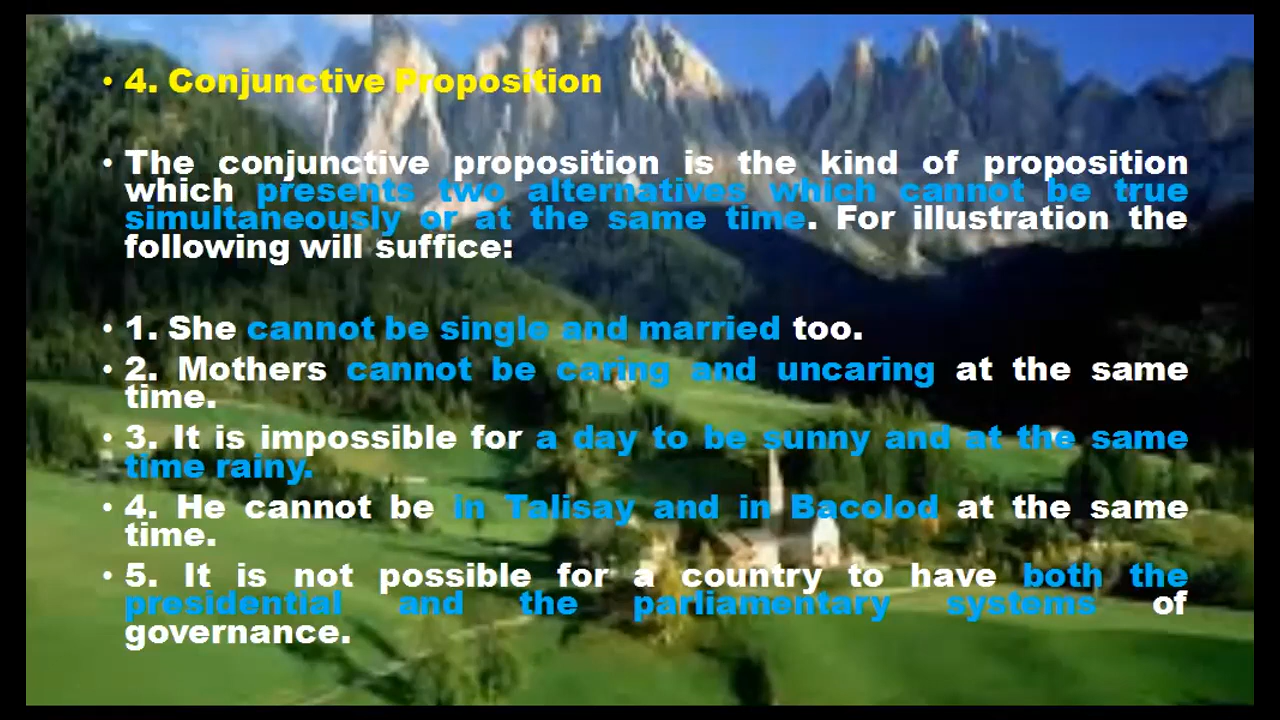 • 4. Conjunctive Proposition
• The conjunctive proposition is the kind of proposition
which presents two alternatives which cannot be true
simultaneously or at the same time. For illustration the
following will suffice:
• 1. She cannot be single and married too.
• 2. Mothers cannot be caring and uncaring at the same
time.
• 3. It is impossible for a day to be sunny and at the same
time rainy.
• 4. He cannot be in Talisay and in Bacolod at the same
time.
• 5. It is not possible for a country to have both the
presidential and the parliamentary systems of
governance.